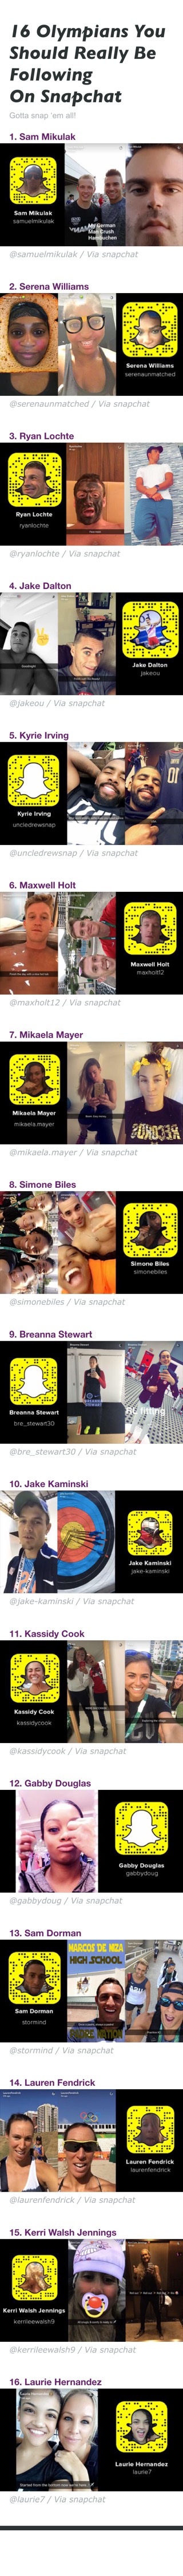 16 Olympians You
Should Really Be
Following
On Snapchat
Gotta snap 'em all!
1. Sam Mikulak
Sam Mikulak
samuelmikulak
My German
Man Crush
Hambuchen
@samuelmikulak / Via snapchat
2. Serena Williams
Serena Williams
serenaunmatched
@serenaunmatched / Via snapchat
3. Ryan Lochte
Ryan Lochte
ryanlochte
@ryanlochte / Via snapchat
4. Jake Dalton
Jake Dalton
jakeou
@jakeou / Via snapchat
5. Kyrie Irving
Kyrie Irving
uncledrewsnap
@uncledrewsnap / Via snapchat
6. Maxwell Holt
Maxwell Holt
maxholt12
@maxholt12 / Via snapchat
7. Mikaela Mayer
Mikaela Mayer
mikaela.mayer
@mikaela.mayer / Via snapchat
8. Simone Biles
Simone Biles
simonebiles
@simonebiles / Via snapchat
9. Breanna Stewart
Breanna Stewart
bre_stewart30
@bre_stewart30 / Via snapchat
10. Jake Kaminski
Jake Kaminski
jake-kaminski
@jake-kaminski / Via snapchat
11. Kassidy Cook
Kassidy Cook
kassidycook
@kassidycook / Via snapchat
12. Gabby Douglas
Gabby Douglas
gabbydoug
@gabbydoug / Via snapchat
13. Sam Dorman
Sam Dorman
stormind
MARCOS DE NIZA
HIGH SCHOOL
@stormind / Via snapchat
14. Lauren Fendrick
Lauren Fendrick
laurenfendrick
@laurenfendrick / Via snapchat
15. Kerri Walsh Jennings
Kerri Walsh Jennings
kerrileewalsh9
@kerrileewalsh9 / Via snapchat
16. Laurie Hernandez
Started from the bottom now we're here
Laurie Hernandez
laurie7
@laurie7 / Via snapchat